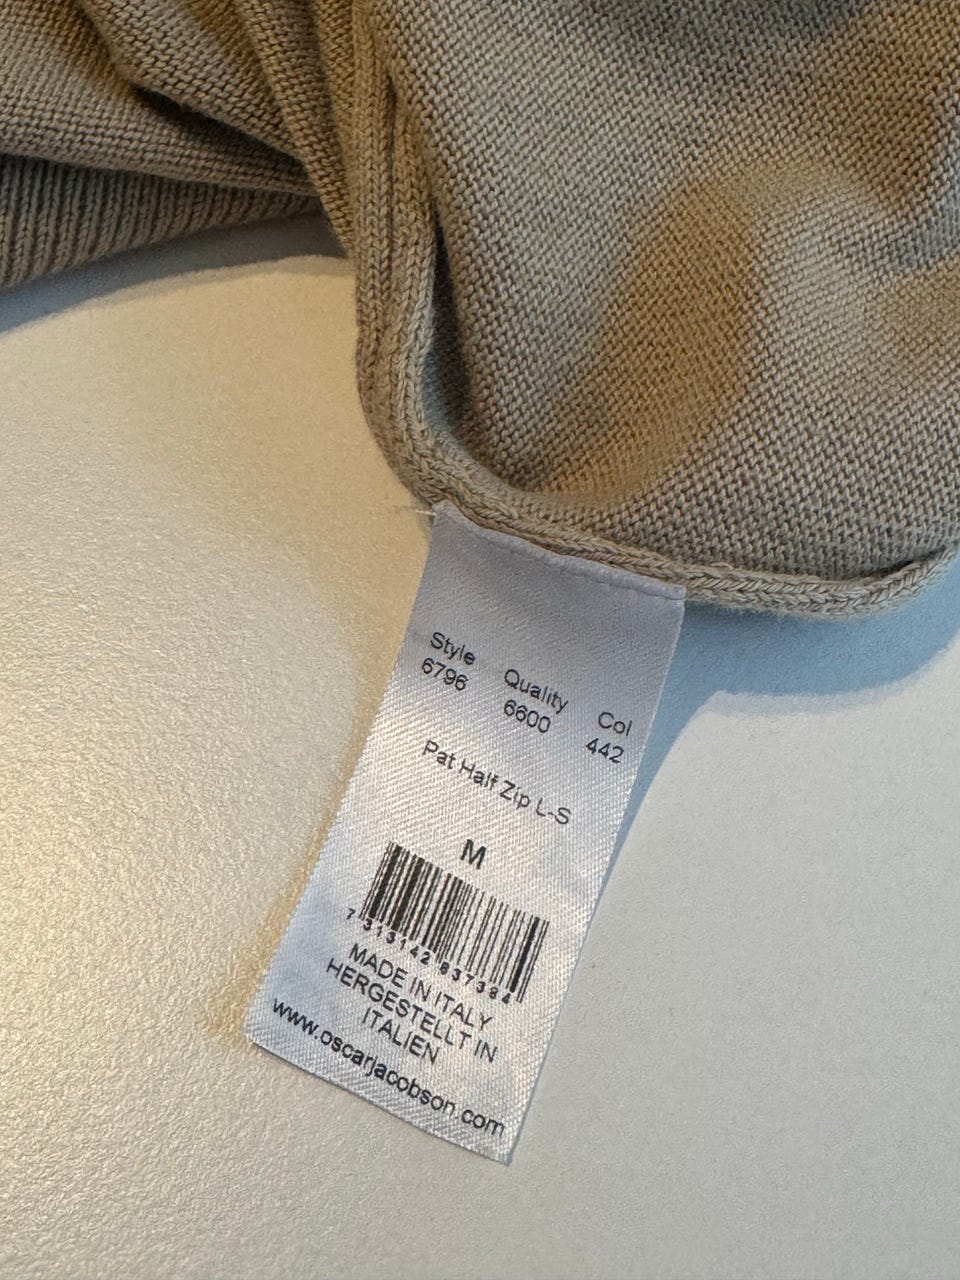 Style Quality Col
6796 6600 442
Pat Half Zip L-S
M
7 313142 837384
MADE IN ITALY
HERGESTELLT IN
ITALIEN
www.oscarjacobson.com